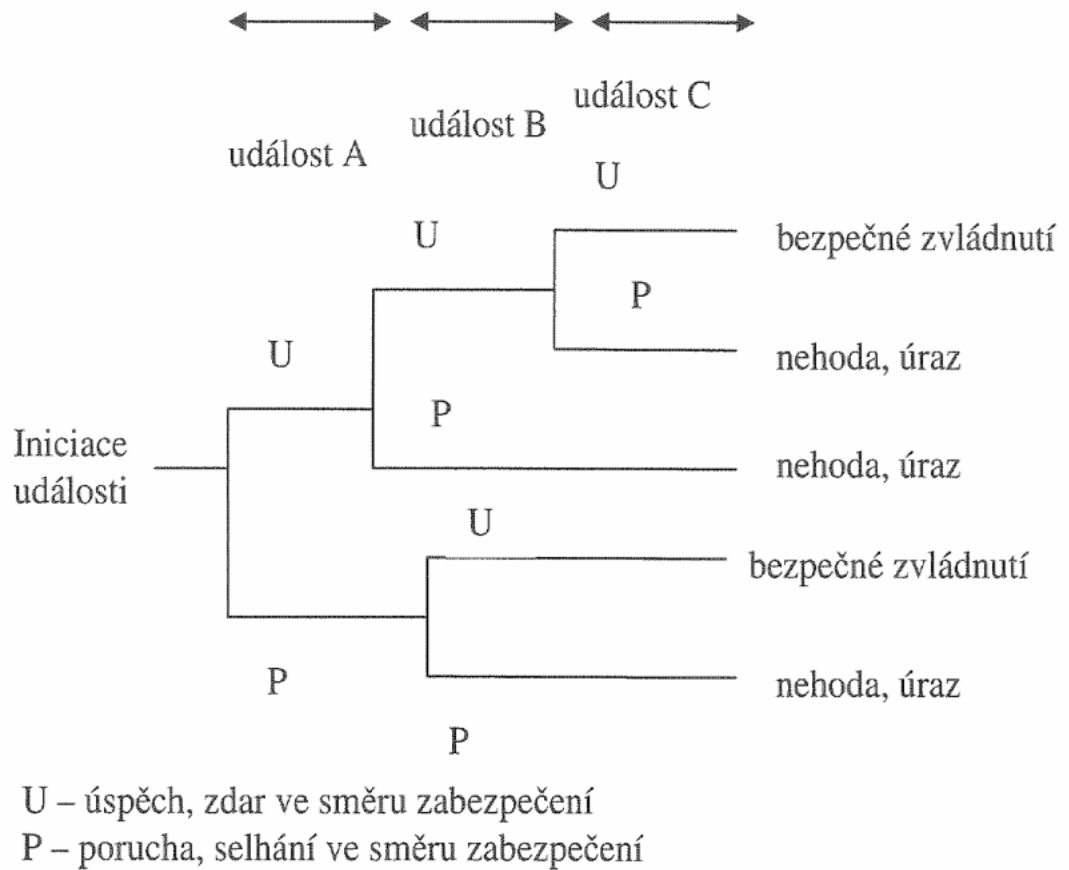 událost C
událost B
událost A
U
U
bezpečné zvládnutí
P
U
nehoda, úraz
P
Iniciace
události
nehoda, úraz
U
bezpečné zvládnutí
P
nehoda, úraz
P
U – úspěch, zdar ve směru zabezpečení
P – porucha, selhání ve směru zabezpečení